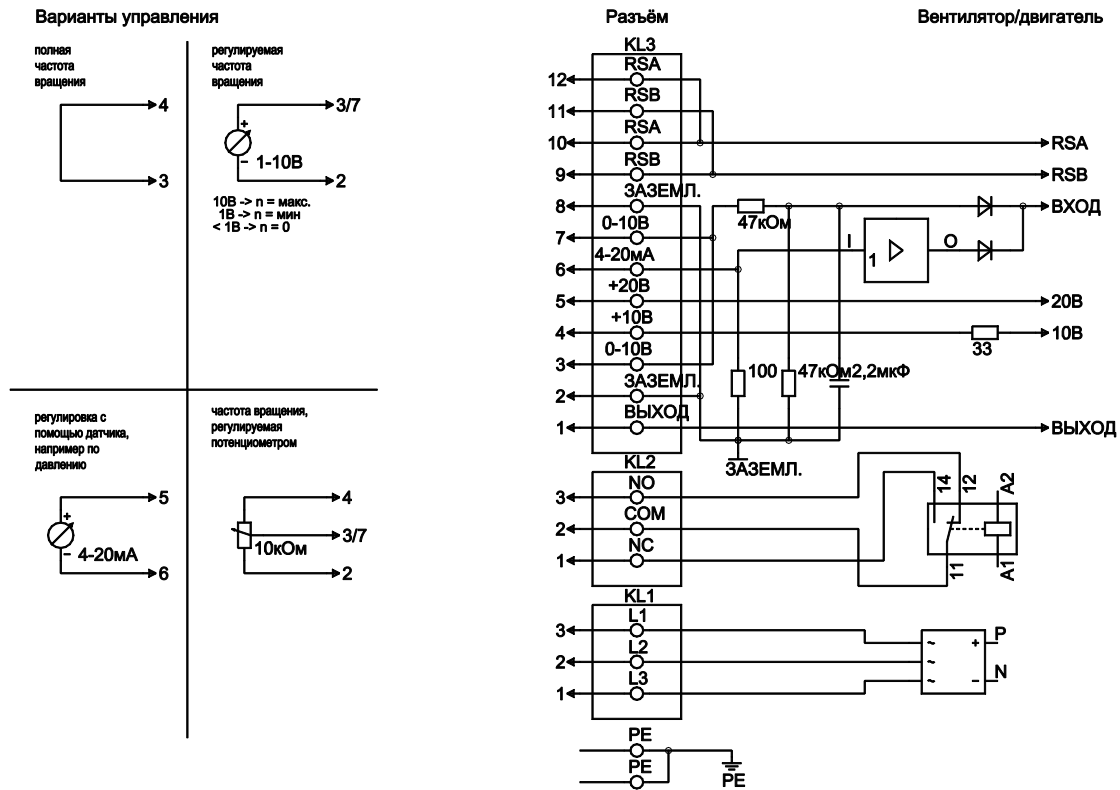 Варианты управления
Разъём
Вентилятор/двигатель
полная
частота
вращения
4
3
регулируемая
частота
вращения
3/7
+
−
1-10В
2
10В -> n = макс.
1В -> n = мин
< 1В -> n = 0
регулировка с
помощью датчика,
например по
давлению
5
+
−
4-20мА
6
частота вращения,
регулируемая
потенциометром
4
3/7
10кОм
2
KL3
12
RSA
11
RSB
10
RSA
RSA
9
RSB
RSB
8
ЗАЗЕМЛ.
47кОм
ВХОД
7
0-10В
I
1
O
6
4-20мА
5
+20В
20В
4
+10В
33
10В
3
0-10В
100
47кОм
2,2мкФ
2
ЗАЗЕМЛ.
1
ВЫХОД
ВЫХОД
ЗАЗЕМЛ.
KL2
3
NO
2
COM
1
NC
14
12
A2
11
A1
KL1
3
L1
2
L2
1
L3
~
~
~
+
−
P
N
PE
PE
PE